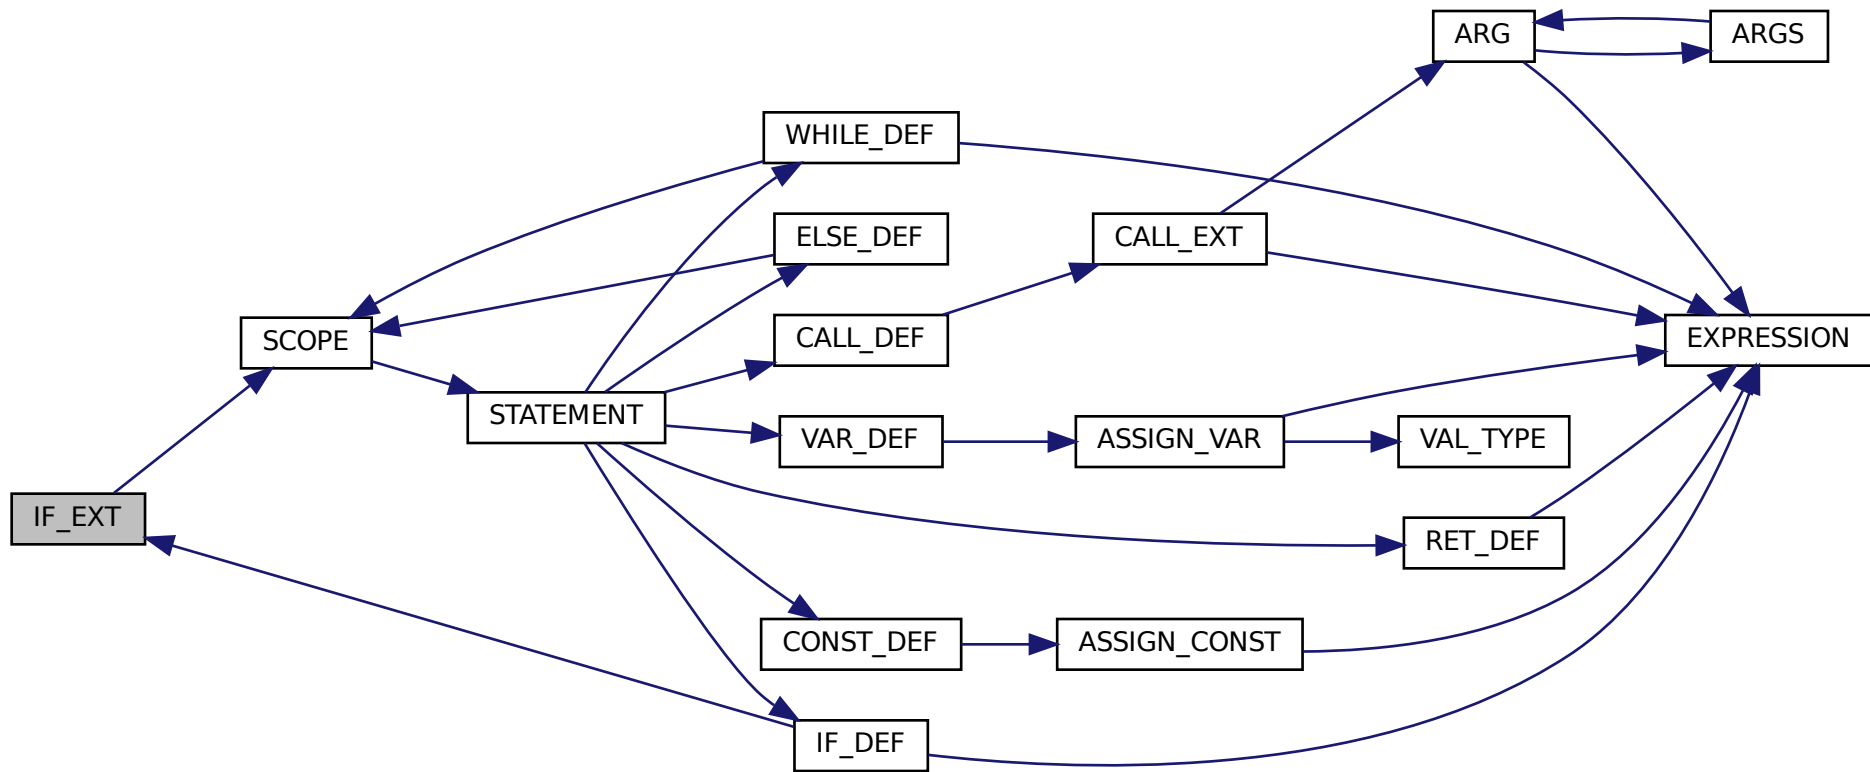 ARG
ARGS
WHILE_DEF
ELSE_DEF
CALL_EXT
SCOPE
CALL_DEF
EXPRESSION
STATEMENT
VAR_DEF
ASSIGN_VAR
VAL_TYPE
IF_EXT
RET_DEF
CONST_DEF
ASSIGN_CONST
IF_DEF